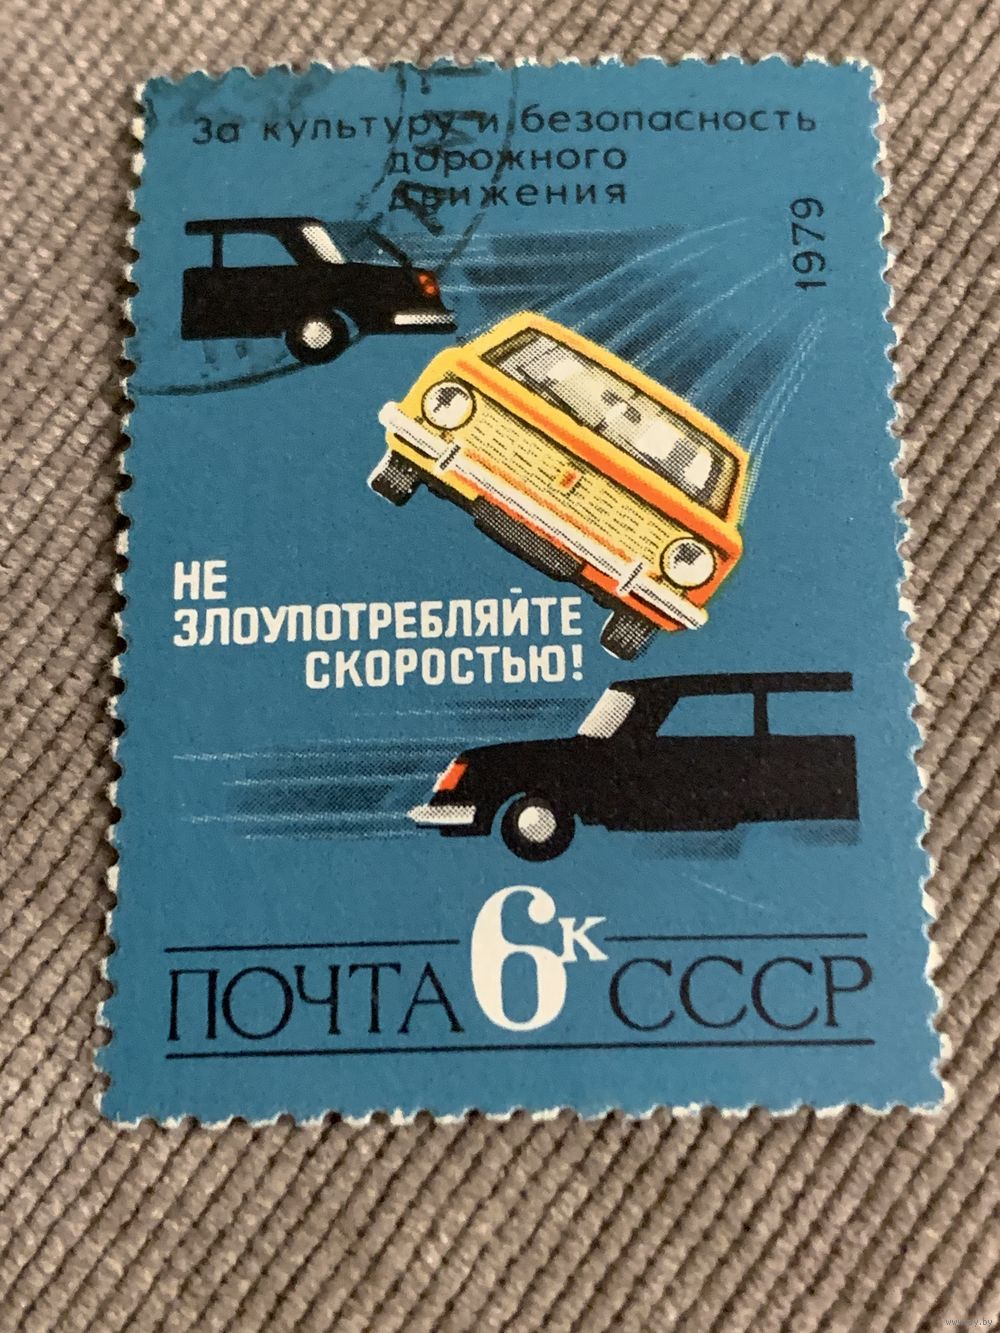 За культуру и безопасность
дорожного
движения
1979
НЕ
ЗЛОУПОТРЕБЛЯЙТЕ
СКОРОСТЬЮ!
ПОЧТА 6К СССР